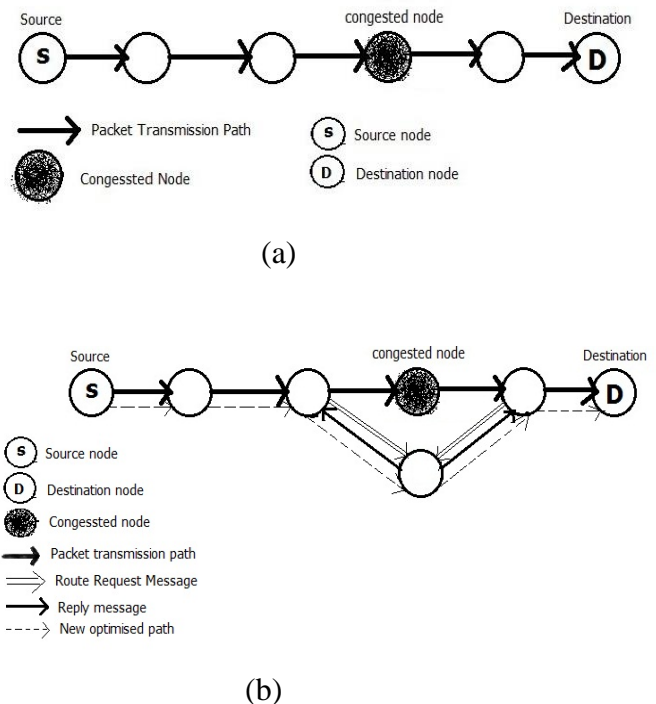 Source
congested node
Destination
S
D
Packet Transmission Path
S Source node
Congessted Node
D Destination node
(a)
Source
congested node
Destination
S
D
S Source node
D Destination node
Congessted node
Packet transmission path
Route Request Message
Reply message
New optimised path
(b)